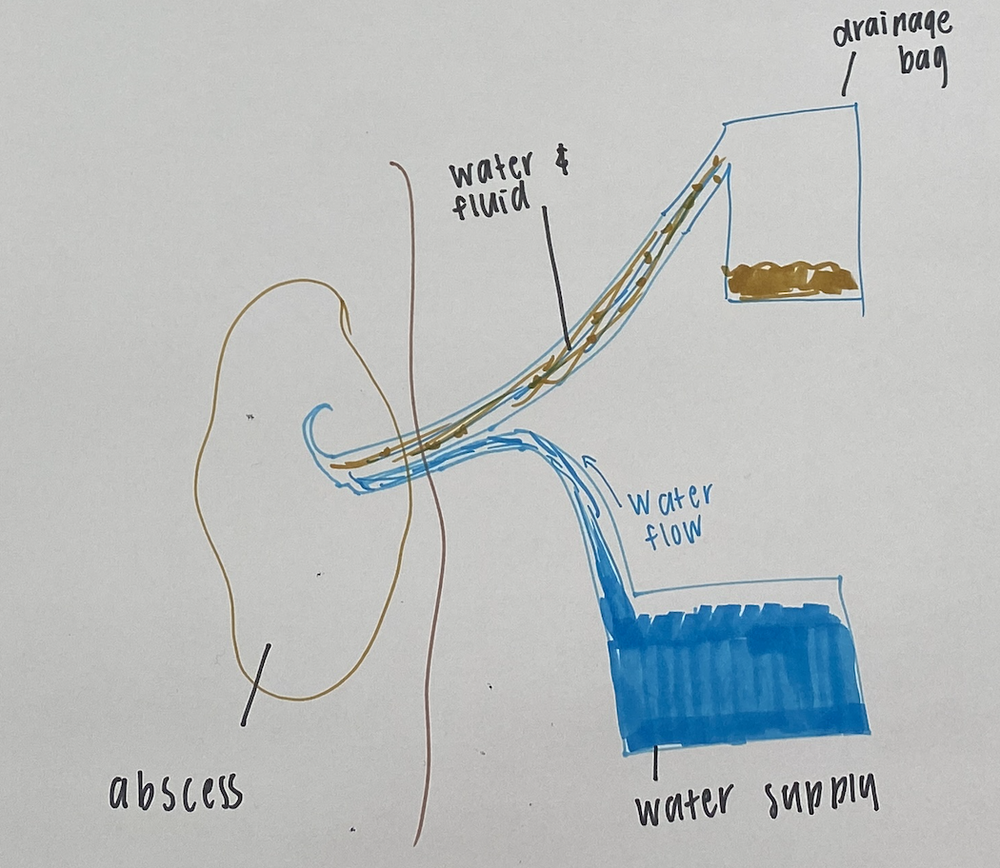 drainage
bag
water &
fluid
water
flow
abscess
water supply